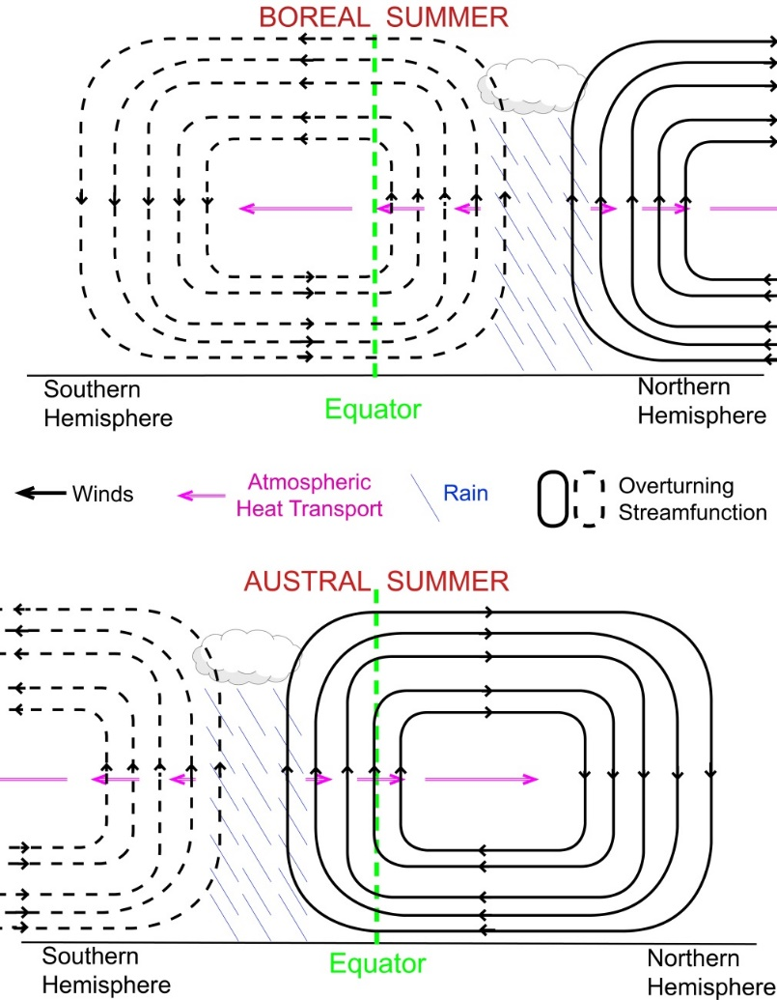 BOREAL SUMMER
Southern
Hemisphere
Equator
Northern
Hemisphere
Winds
Atmospheric
Heat Transport
Rain
Overturning
Streamfunction
AUSTRAL SUMMER
Southern
Hemisphere
Equator
Northern
Hemisphere